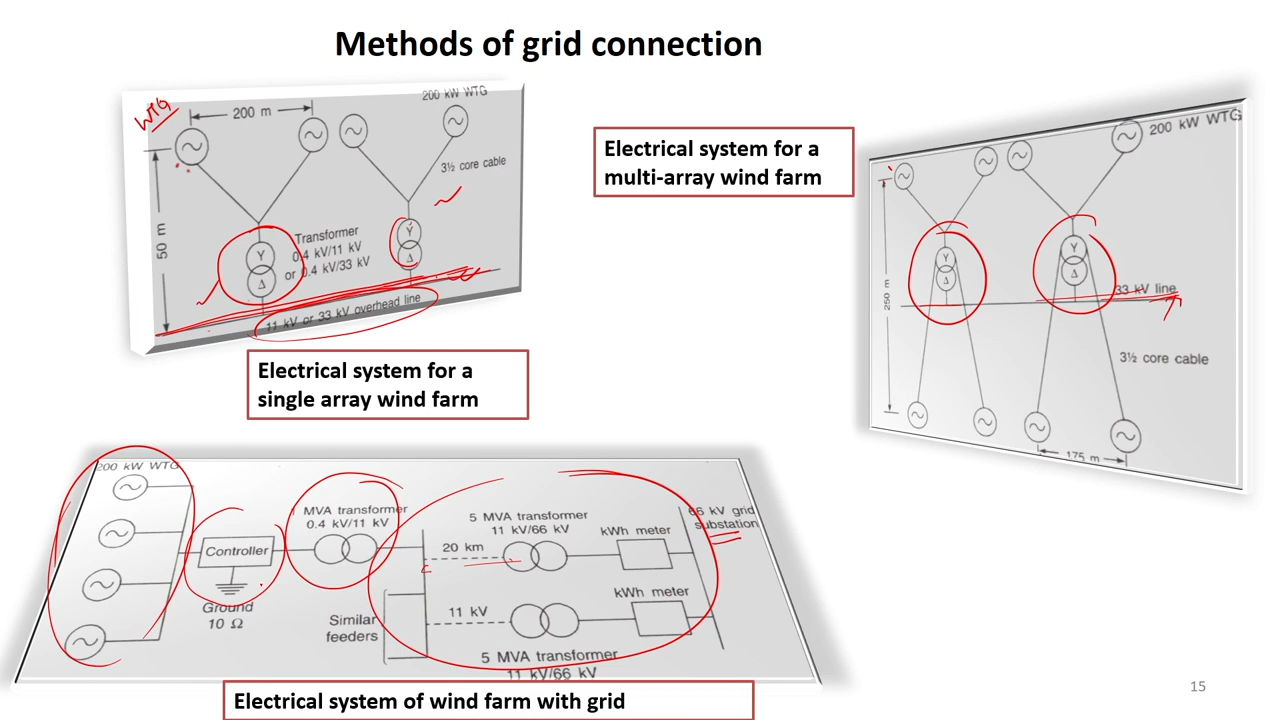 Methods of grid connection
WTG
200 m
200 kW WTG
3½ core cable
50 m
Y
Δ
Transformer
0.4 kV/11 kV
or 0.4 kV/33 kV
Y
Δ
11 kV or 33 kV overhead line
Electrical system for a
single array wind farm
Electrical system for a
multi-array wind farm
200 kW WTG
250 m
Y
Δ
Y
Δ
33 kV line
3½ core cable
175 m
200 kW WTG
Controller
Ground
10 Ω
MVA transformer
0.4 kV/11 kV
5 MVA transformer
11 kV/66 kV
20 km
kWh meter
66 kV grid
substation
Similar
feeders
11 kV
kWh meter
5 MVA transformer
11 kV/66 kV
Electrical system of wind farm with grid
15